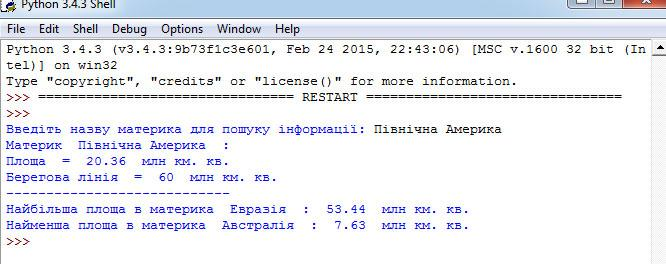 Python 3.4.3 Shell
File Edit Shell Debug Options Window Help
Python 3.4.3 (v3.4.3:9b73f1c3e601, Feb 24 2015, 22:43:06) [MSC v.1600 32 bit (In
tel)] on win32
Type "copyright", "credits" or "license()" for more information.
>>> ================================ RESTART ================================
>>>
Введіть назву материка для пошуку інформації: Північна Америка
Материк  Північна Америка  :
Площа  =  20.36  млн км. кв.
Берегова лінія  =  60  млн км. кв.
----------------------------
Найбільша площа в материка  Евразія  :  53.44  млн км. кв.
Найменша площа в материка  Австралія  :  7.63  млн км. кв.
>>>